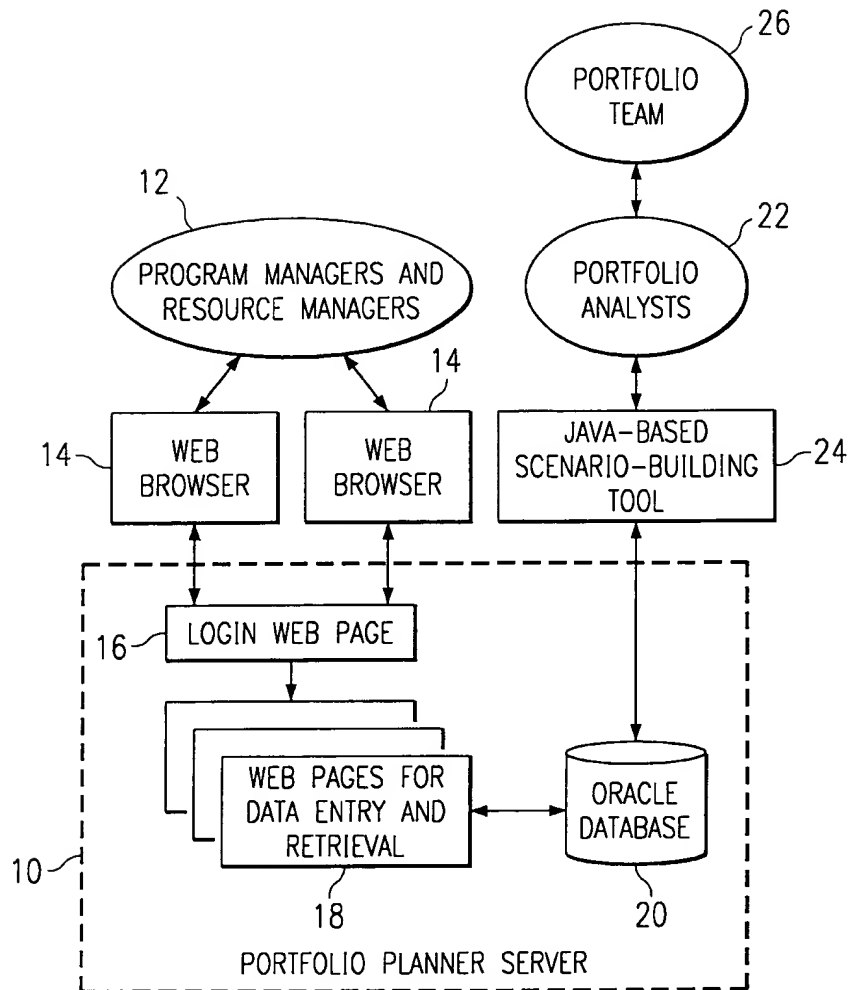 26
PORTFOLIO
TEAM
12
22
PROGRAM MANAGERS AND
RESOURCE MANAGERS
PORTFOLIO
ANALYSTS
14
14
WEB
BROWSER
WEB
BROWSER
JAVA-BASED
SCENARIO-BUILDING
TOOL
24
16
LOGIN WEB PAGE
WEB PAGES FOR
DATA ENTRY AND
RETRIEVAL
ORACLE
DATABASE
10
18
20
PORTFOLIO PLANNER SERVER